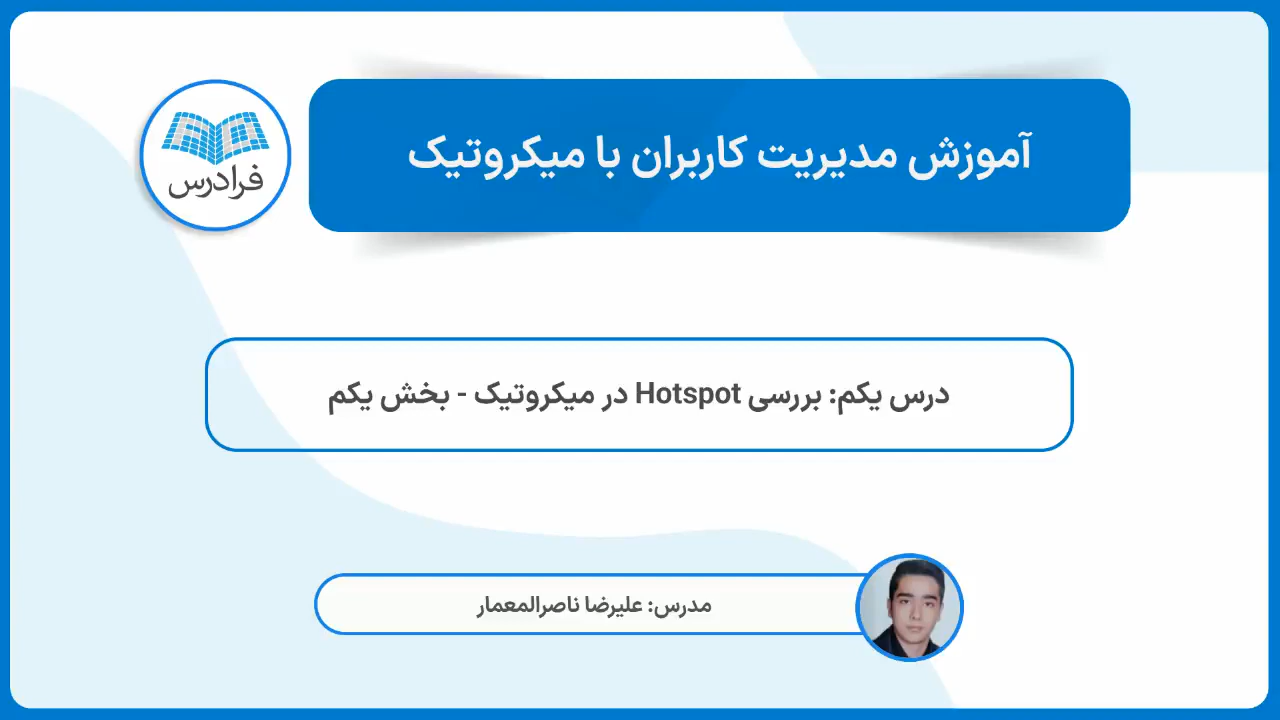 آموزش مدیریت کاربران با میکروتیک
فرادرس
درس یکم: بررسی Hotspot در میکروتیک - بخش یکم
مدرس: علیرضا ناصرالمعمار